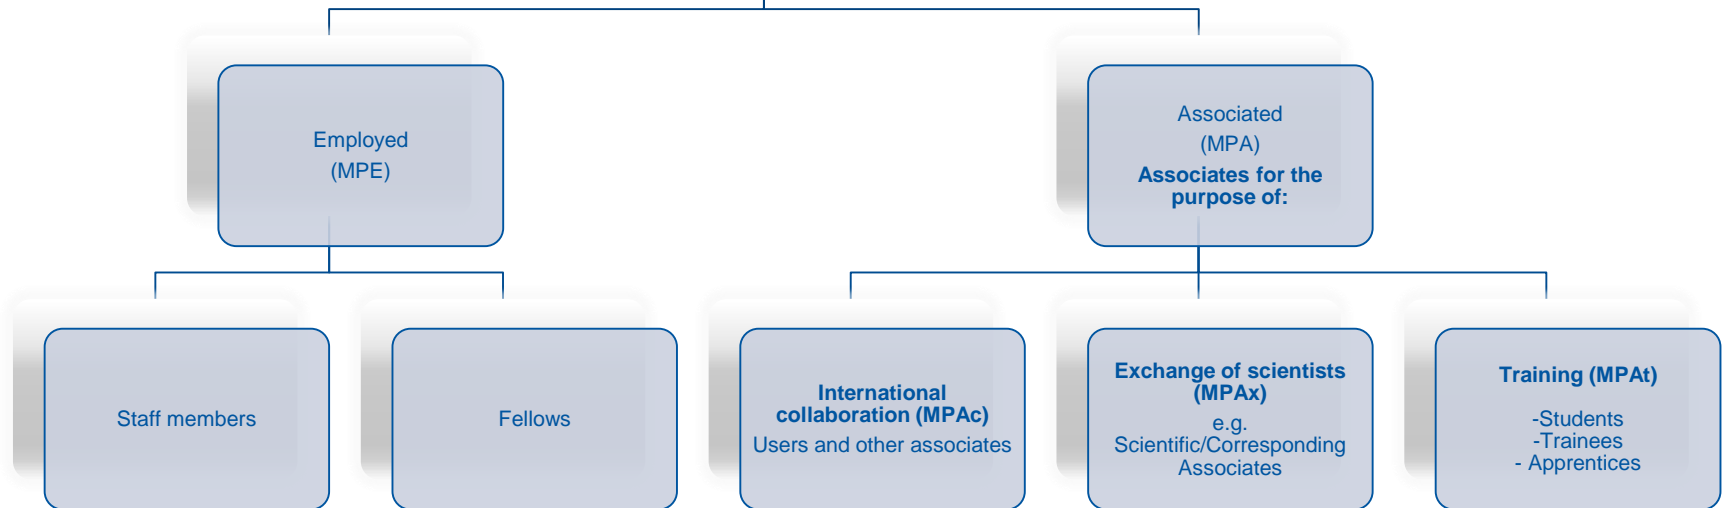 Employed
(MPE)
Associated
(MPA)
Associates for the
purpose of:
Staff members
Fellows
International
collaboration (MPAc)
Users and other associates
Exchange of scientists
(MPAx)
e.g.
Scientific/Corresponding
Associates
Training (MPAt)
-Students
-Trainees
- Apprentices